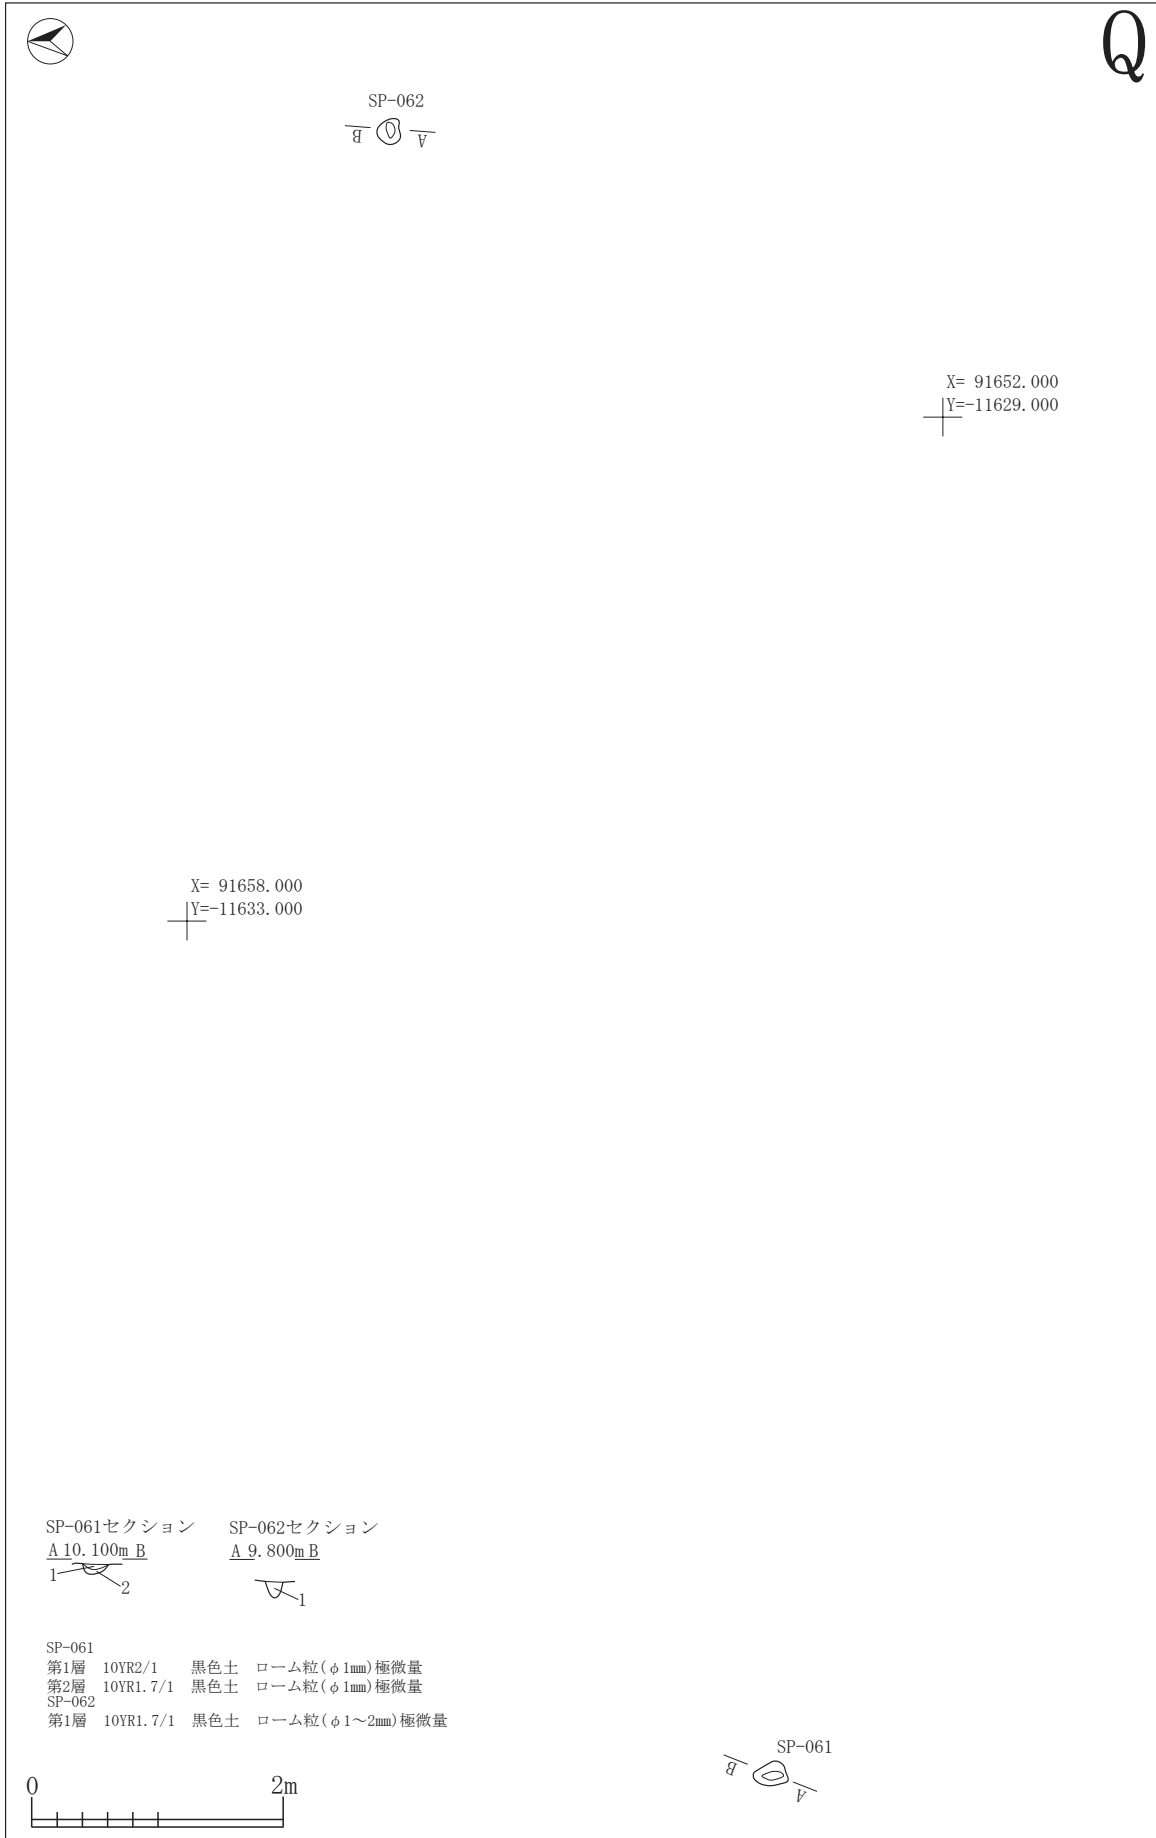 Q
SP-062
B A
X= 91652.000
Y=-11629.000
X= 91658.000
Y=-11633.000
SP-061セクション SP-062セクション
A 10.100m B A 9.800m B
1 2 1
SP-061
第1層 10YR2/1 黒色土 ローム粒(φ1㎜)極微量
第2層 10YR1.7/1 黒色土 ローム粒(φ1㎜)極微量
SP-062
第1層 10YR1.7/1 黒色土 ローム粒(φ1～2㎜)極微量
SP-061
B A
0 2m